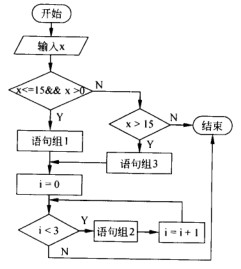 开始
输入x
x<=15&& x >0
N
Y
x > 15
N
结束
语句组1
Y
语句组3
i = 0
i < 3
Y
语句组2
i = i + 1
N